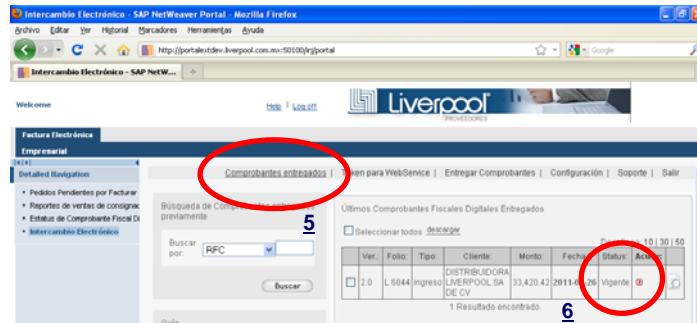 Intercambio Electrónico - SAP NetWeaver Portal - Mozilla Firefox
Archivo Editar Ver Historial Marcadores Herramientas Ayuda
http://portalextdev.liverpool.com.mx:50100/irj/portal
Google
Intercambio Electrónico - SAP NetW...
Welcome
Help | Log off
Liverpool
PROVEEDORES
Factura Electrónica
Empresarial
Detailed Navigation
Comprobantes entregados | Token para WebService | Entregar Comprobantes | Configuración | Soporte | Salir
Pedidos Pendientes por Facturar
Reportes de ventas de consignac
Estatus de Comprobante Fiscal Di
Intercambio Electrónico
Búsqueda de Comprobantes entregados previamente
5
Buscar por: RFC
Buscar
Guía
Últimos Comprobantes Fiscales Digitales Entregados
Seleccionar todos descargar
10 | 30 | 50
Ver.: Folio: Tipo: Cliente: Monto: Fecha: Status: Acuse:
2.0 L 6844 ingreso DISTRIBUIDORA LIVERPOOL SA DE CV 33,420.42 Vigente
1 Resultado encontrado.
6